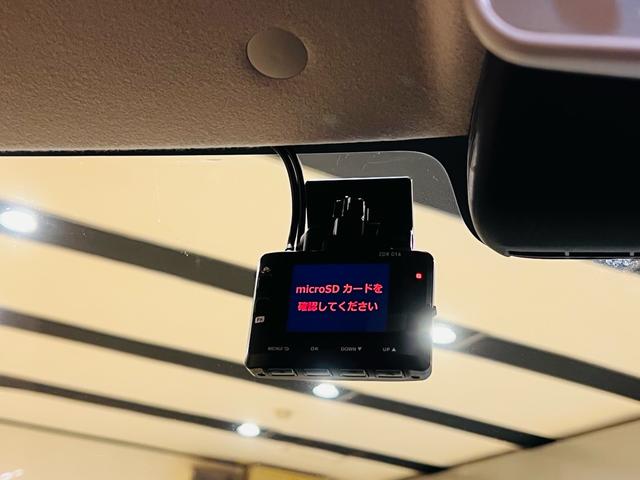 ZDR 016
microSD カードを
確認してください
MENU
OK
DOWN ▼
UP ▲